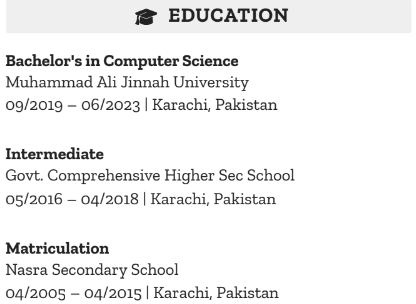 EDUCATION
Bachelor's in Computer Science
Muhammad Ali Jinnah University
09/2019 – 06/2023 | Karachi, Pakistan
Intermediate
Govt. Comprehensive Higher Sec School
05/2016 – 04/2018 | Karachi, Pakistan
Matriculation
Nasra Secondary School
04/2005 – 04/2015 | Karachi, Pakistan